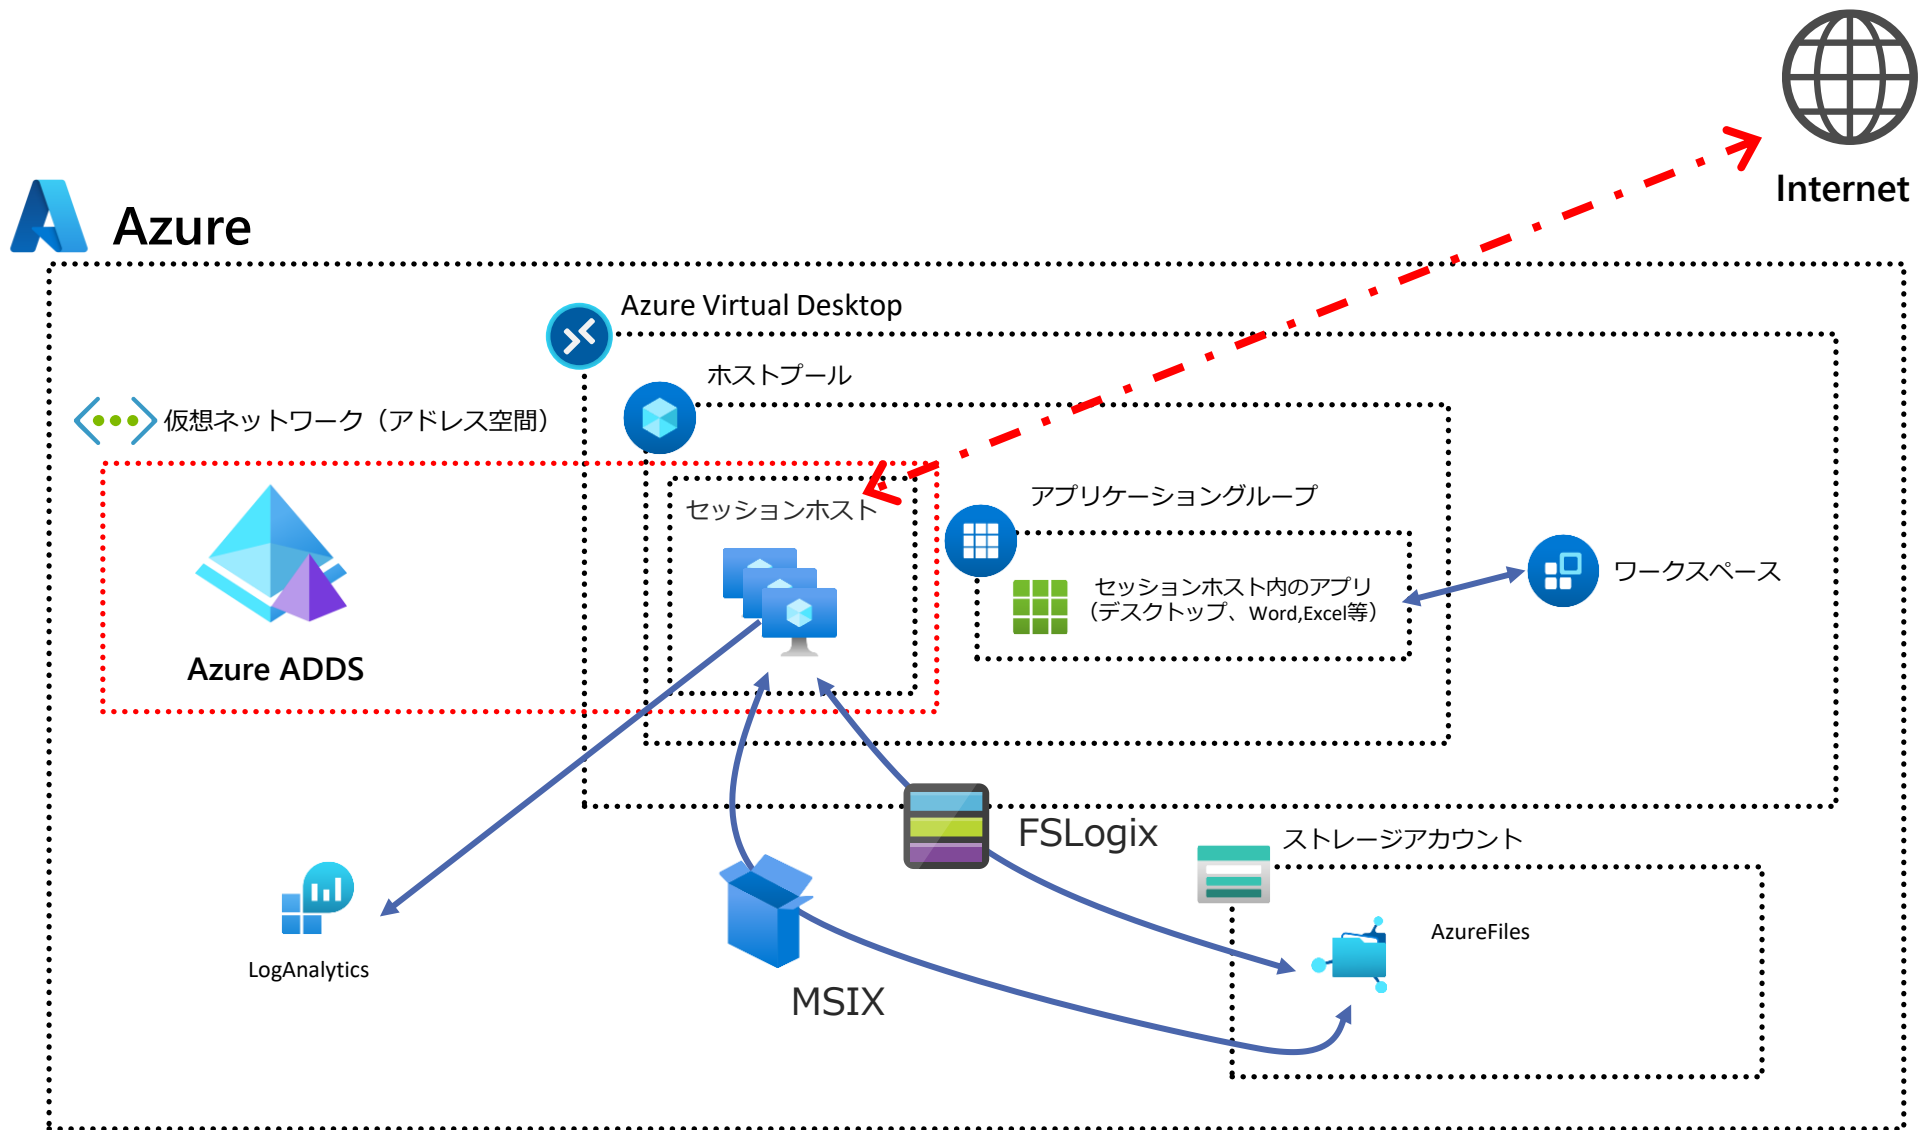 Internet
Azure
Azure Virtual Desktop
ホストプール
仮想ネットワーク（アドレス空間）
セッションホスト
アプリケーショングループ
セッションホスト内のアプリ
（デスクトップ、Word,Excel等）
ワークスペース
Azure ADDS
FSLogix
ストレージアカウント
AzureFiles
LogAnalytics
MSIX